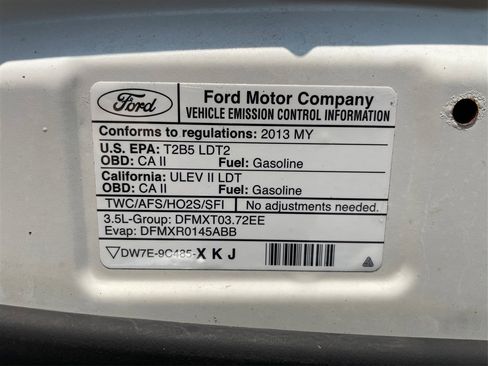 Ford
Ford Motor Company
VEHICLE EMISSION CONTROL INFORMATION
Conforms to regulations: 2013 MY
U.S. EPA: T2B5 LDT2
OBD: CA II Fuel: Gasoline
California: ULEV II LDT
OBD: CA II Fuel: Gasoline
TWC/AFS/HO2S/SFI No adjustments needed.
3.5L-Group: DFMXT03.72EE
Evap: DFMXR0145ABB
DW7E-9C485-X K J